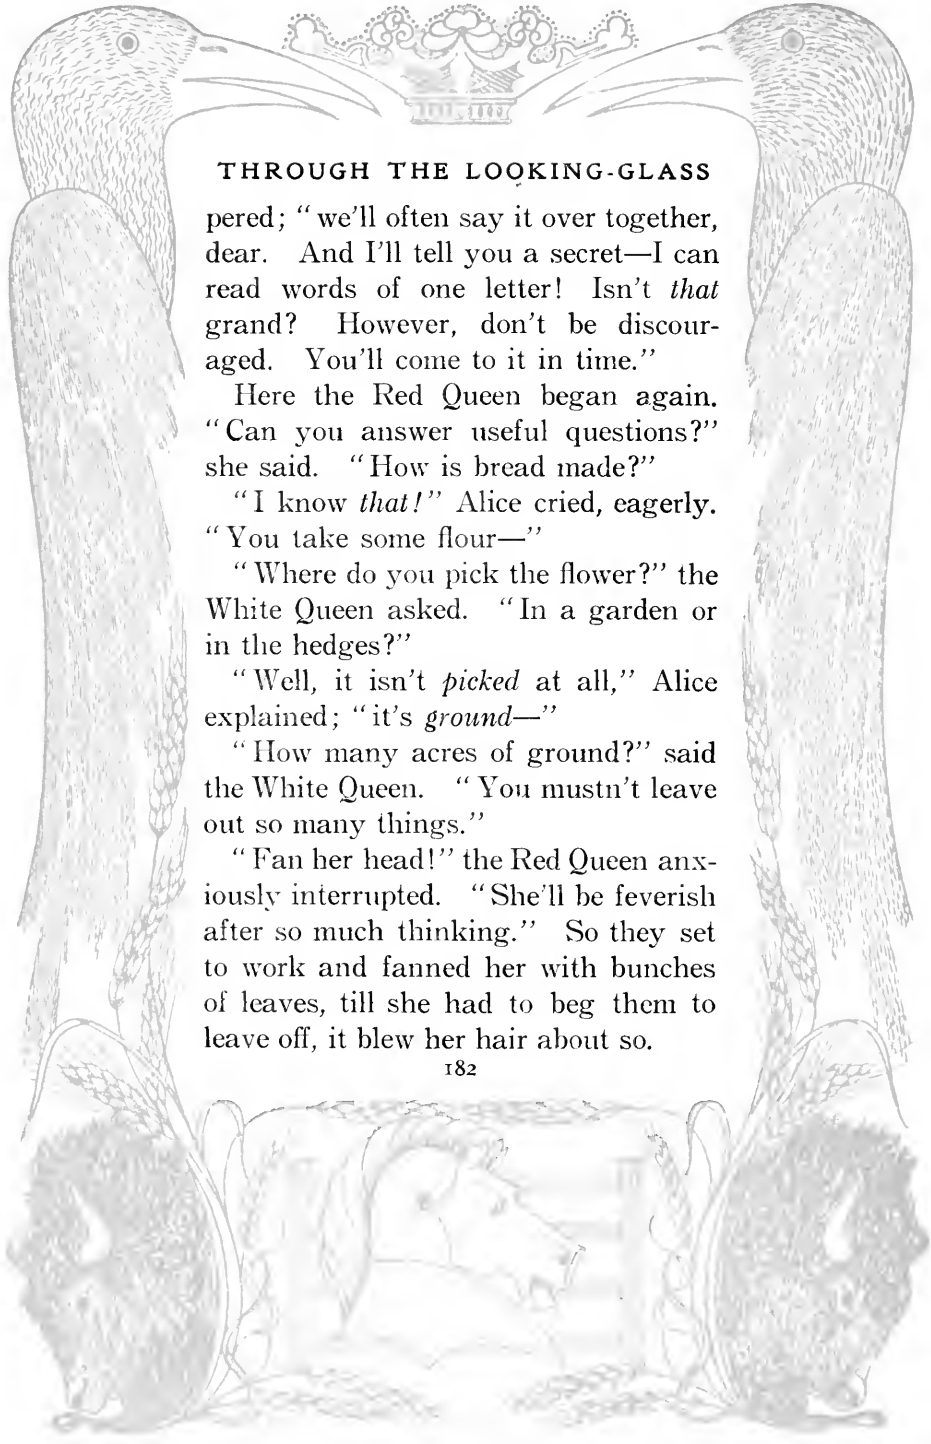 THROUGH THE LOOKING-GLASS
pered; "we'll often say it over together,
dear. And I'll tell you a secret—I can
read words of one letter! Isn't that
grand? However, don't be discour-
aged. You'll come to it in time."
Here the Red Queen began again.
"Can you answer useful questions?"
she said. "How is bread made?"
"I know that!" Alice cried, eagerly.
"You take some flour—"
"Where do you pick the flower?" the
White Queen asked. "In a garden or
in the hedges?"
"Well, it isn't picked at all," Alice
explained; "it's ground—"
"How many acres of ground?" said
the White Queen. "You mustn't leave
out so many things."
"Fan her head!" the Red Queen anx-
iously interrupted. "She'll be feverish
after so much thinking." So they set
to work and fanned her with bunches
of leaves, till she had to beg them to
leave off, it blew her hair about so.
182